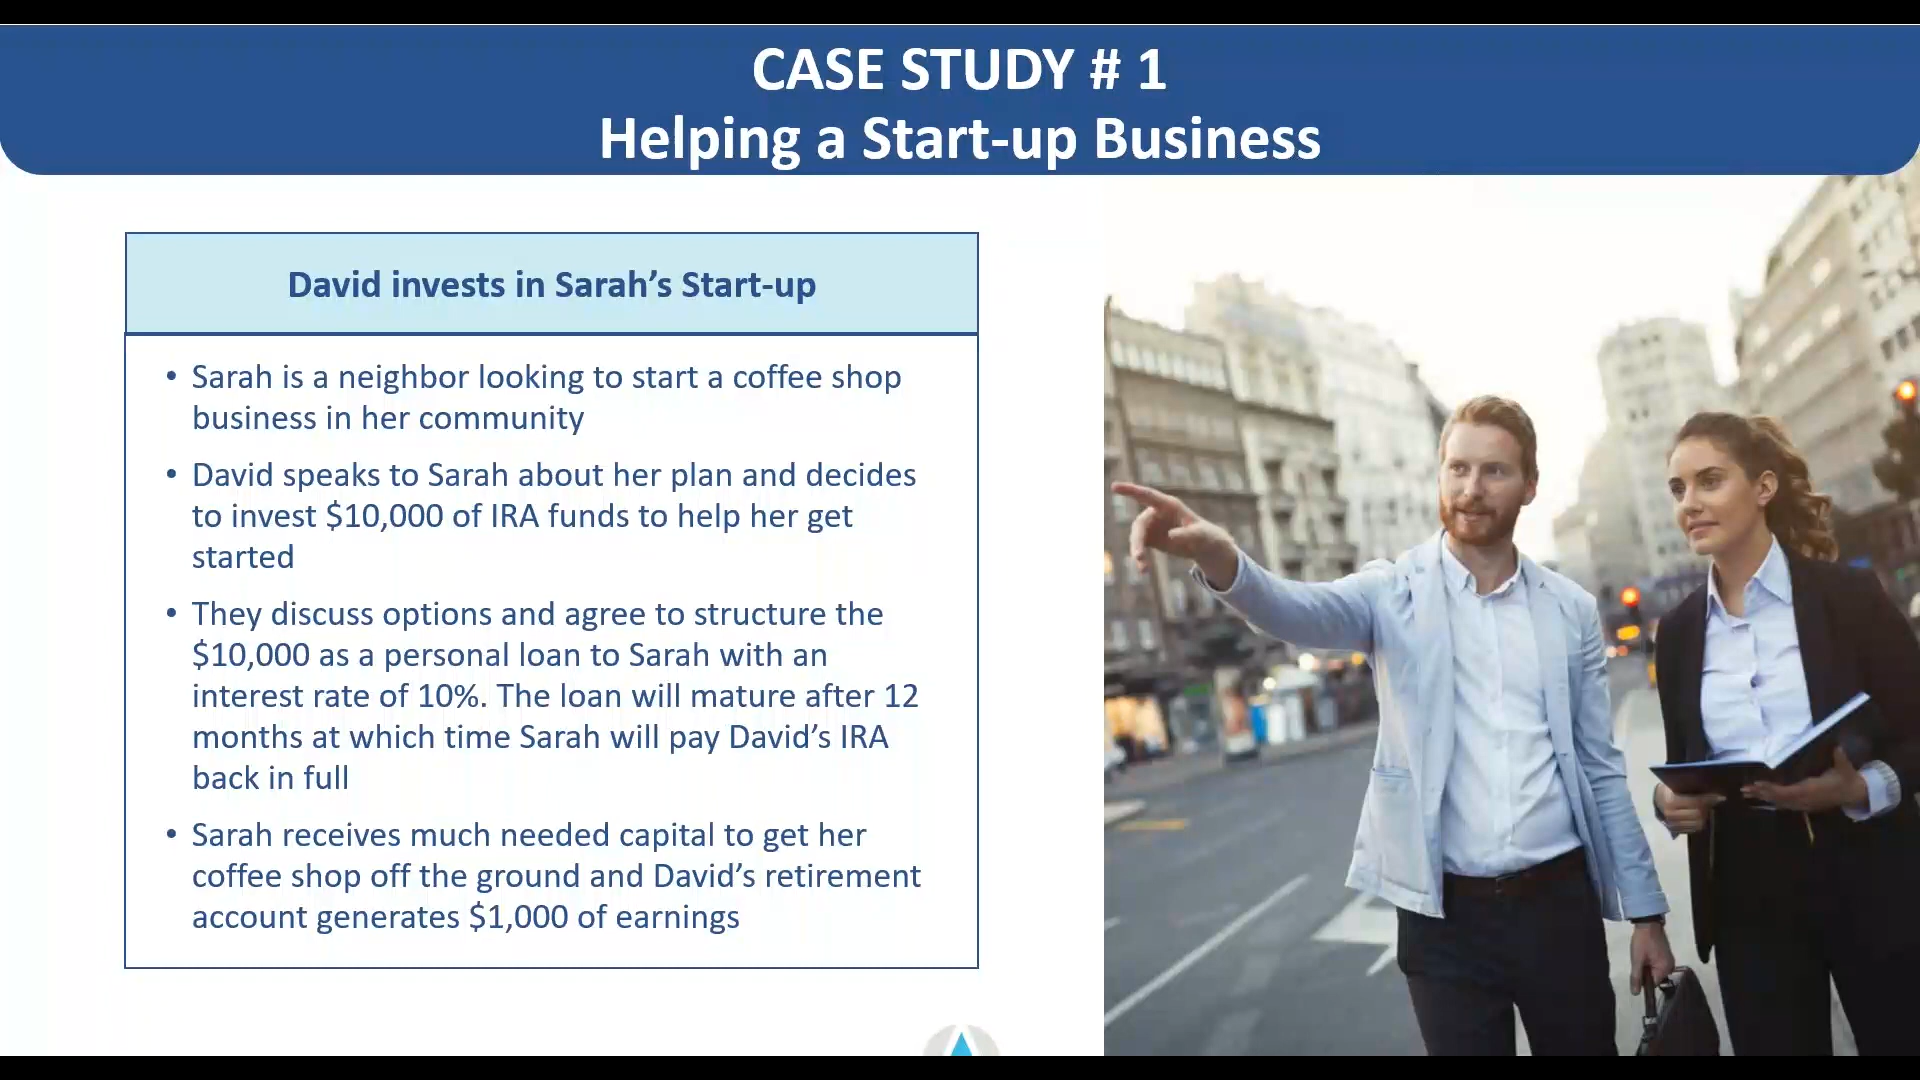 CASE STUDY # 1
Helping a Start-up Business
David invests in Sarah’s Start-up
• Sarah is a neighbor looking to start a coffee shop
business in her community
• David speaks to Sarah about her plan and decides
to invest $10,000 of IRA funds to help her get
started
• They discuss options and agree to structure the
$10,000 as a personal loan to Sarah with an
interest rate of 10%. The loan will mature after 12
months at which time Sarah will pay David’s IRA
back in full
• Sarah receives much needed capital to get her
coffee shop off the ground and David’s retirement
account generates $1,000 of earnings